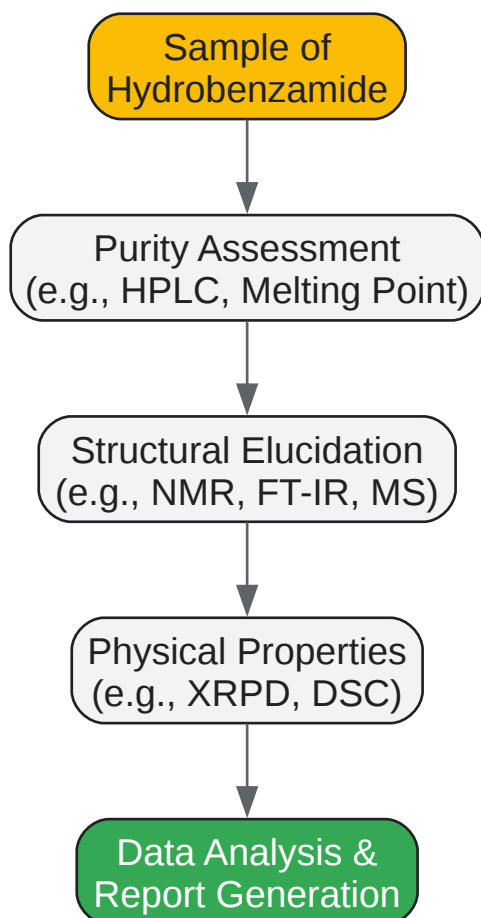 Sample of
Hydrobenzamide
Purity Assessment
(e.g., HPLC, Melting Point)
Structural Elucidation
(e.g., NMR, FT-IR, MS)
Physical Properties
(e.g., XRPD, DSC)
Data Analysis &
Report Generation